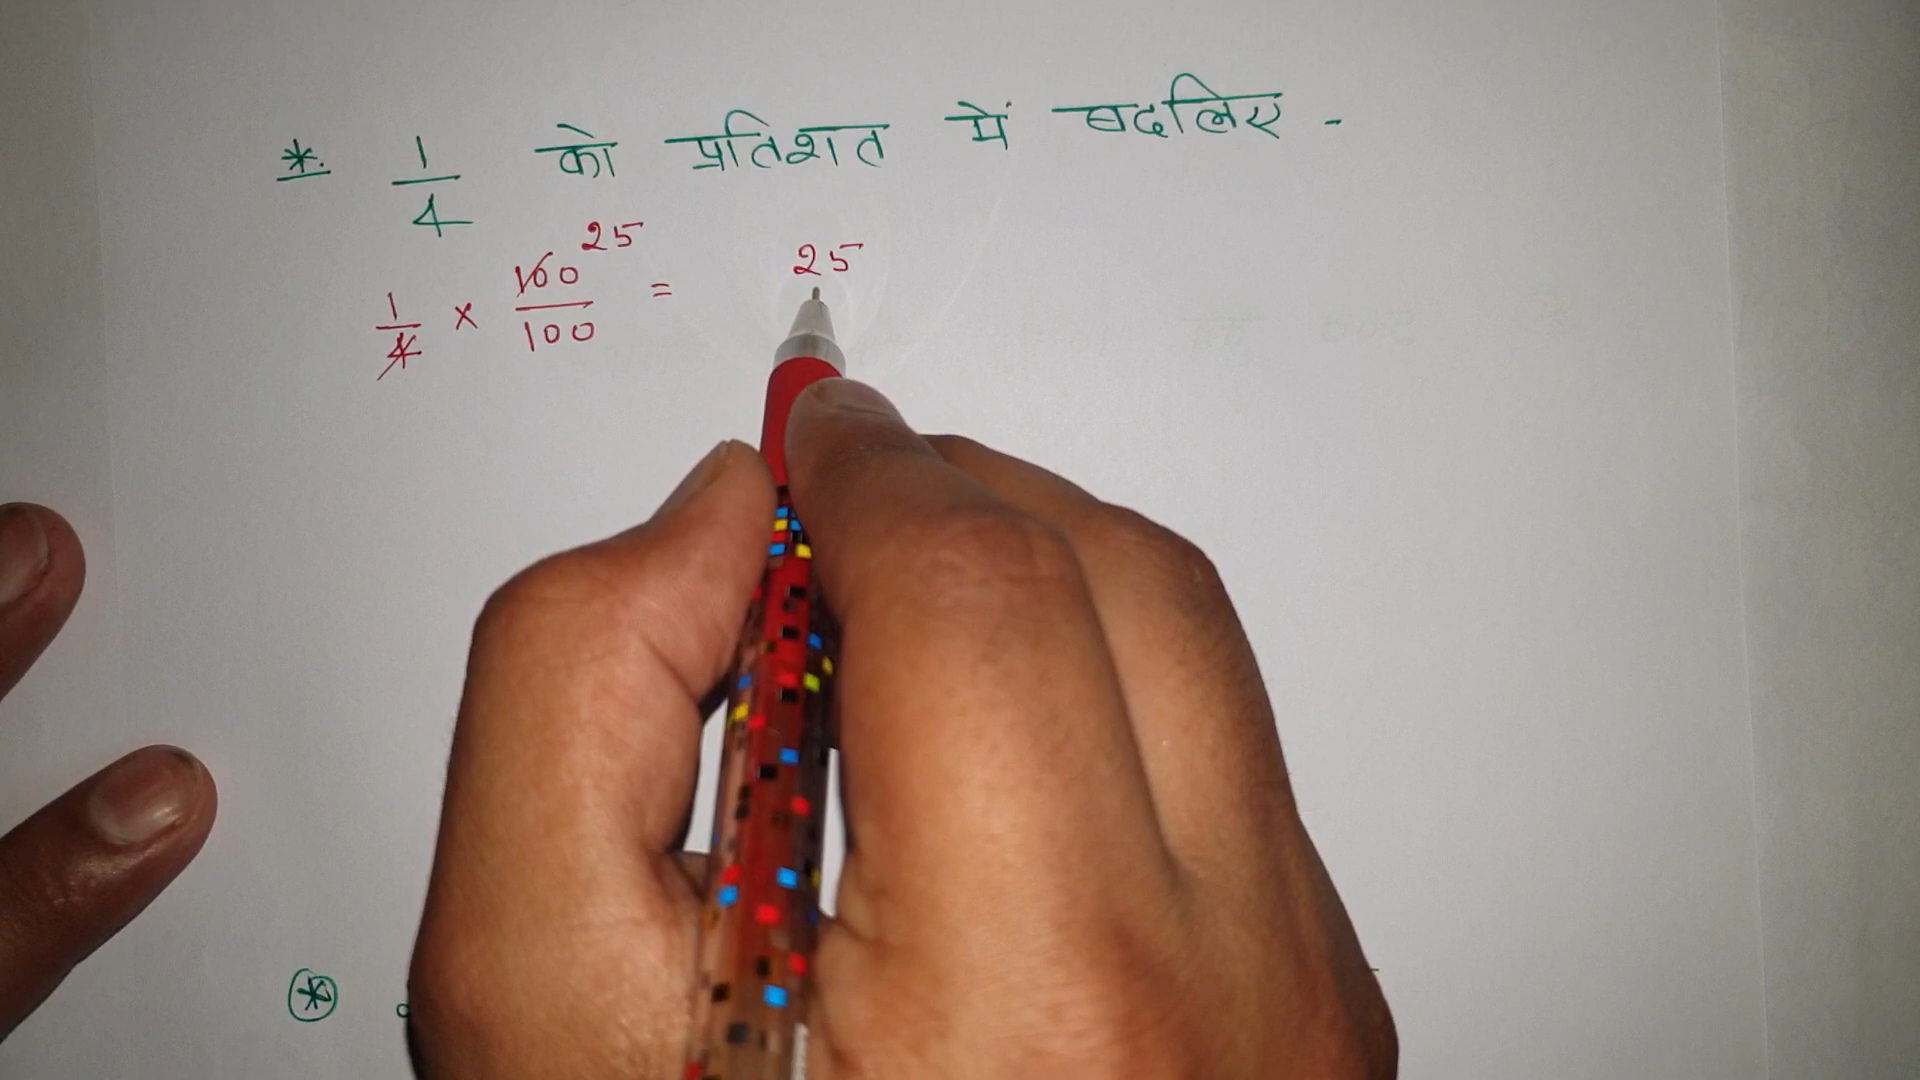 *. 1/4 को प्रतिशत में बदलिए -
1/4 × 100/100 25 = 25
*